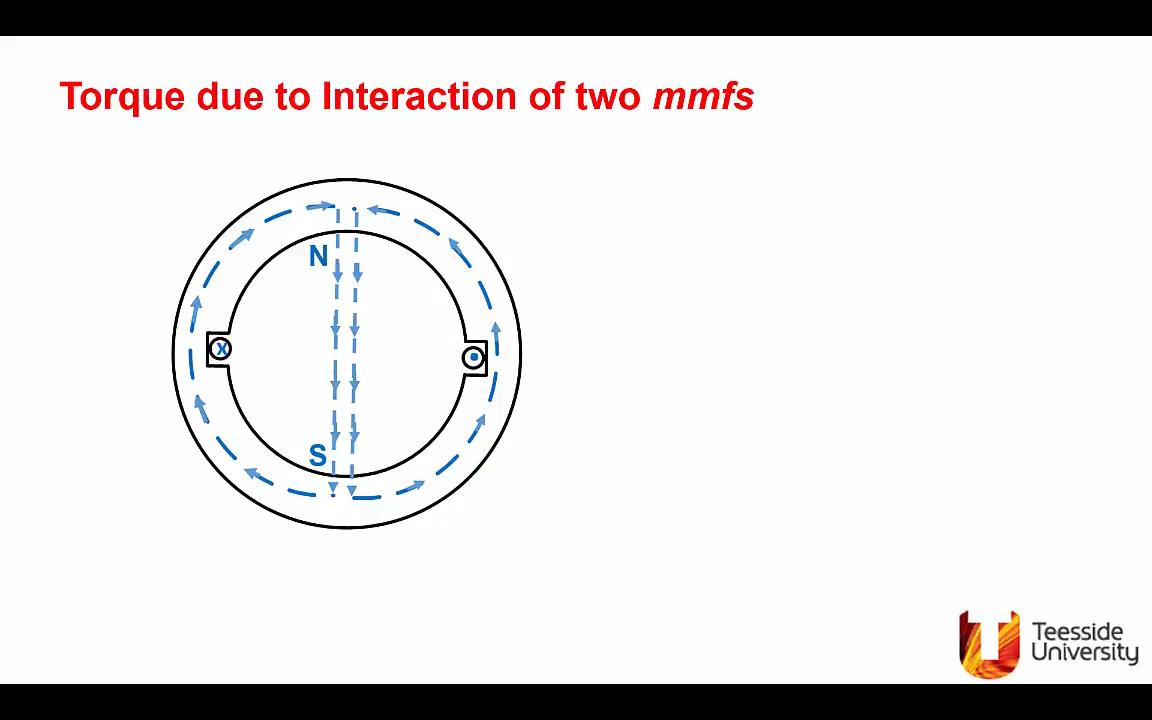 Torque due to Interaction of two mmfs
N
x
S
Teesside
University